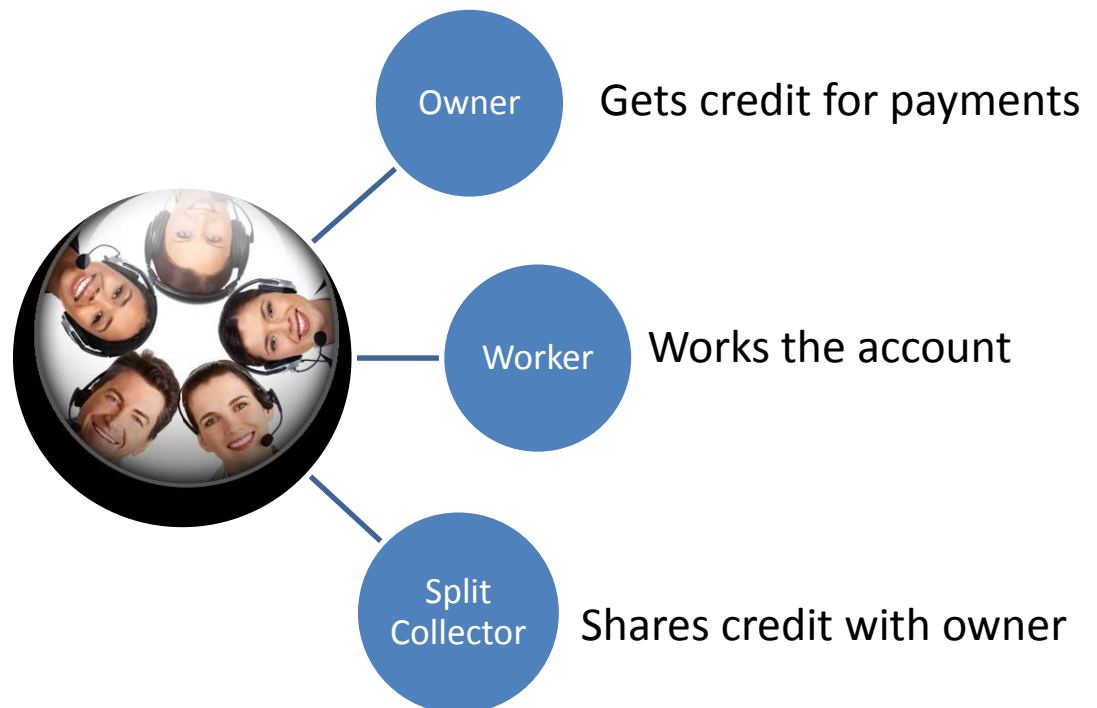 Owner
Gets credit for payments
Worker
Works the account
Split
Collector
Shares credit with owner